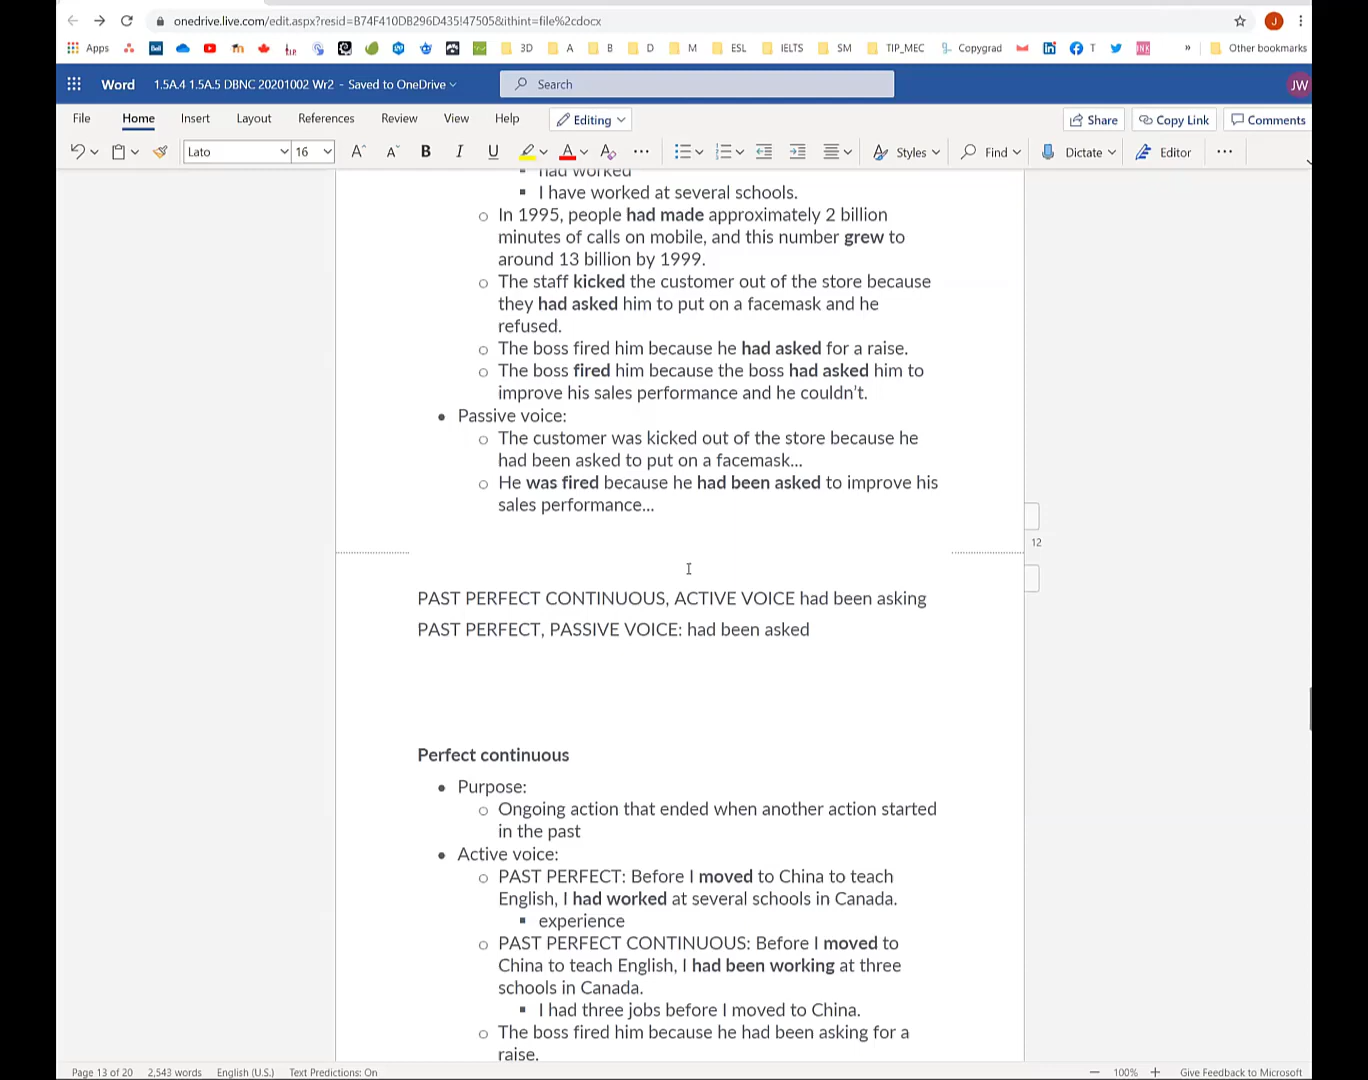 onedrive.live.com/edit.aspx?resid=B74F410DB296D435!47505&ithint=file%2cdocx
J
Apps 3D A B D M ESL IELTS SM TIP_MEC Copygrad T » Other bookmarks
Word 1.5A.4 1.5A.5 DBNC 20201002 Wr2 - Saved to OneDrive Search JW
File Home Insert Layout References Review View Help Editing Share Copy Link Comments
Lato 16 A A B I U A Styles Find Dictate Editor
had worked
I have worked at several schools.
In 1995, people had made approximately 2 billion
minutes of calls on mobile, and this number grew to
around 13 billion by 1999.
The staff kicked the customer out of the store because
they had asked him to put on a facemask and he
refused.
The boss fired him because he had asked for a raise.
The boss fired him because the boss had asked him to
improve his sales performance and he couldn't.
Passive voice:
The customer was kicked out of the store because he
had been asked to put on a facemask...
He was fired because he had been asked to improve his
sales performance...
12
PAST PERFECT CONTINUOUS, ACTIVE VOICE had been asking
PAST PERFECT, PASSIVE VOICE: had been asked
Perfect continuous
Purpose:
Ongoing action that ended when another action started
in the past
Active voice:
PAST PERFECT: Before I moved to China to teach
English, I had worked at several schools in Canada.
experience
PAST PERFECT CONTINUOUS: Before I moved to
China to teach English, I had been working at three
schools in Canada.
I had three jobs before I moved to China.
The boss fired him because he had been asking for a
raise.
Page 13 of 20 2,543 words English (U.S.) Text Predictions: On 100% Give Feedback to Microsoft